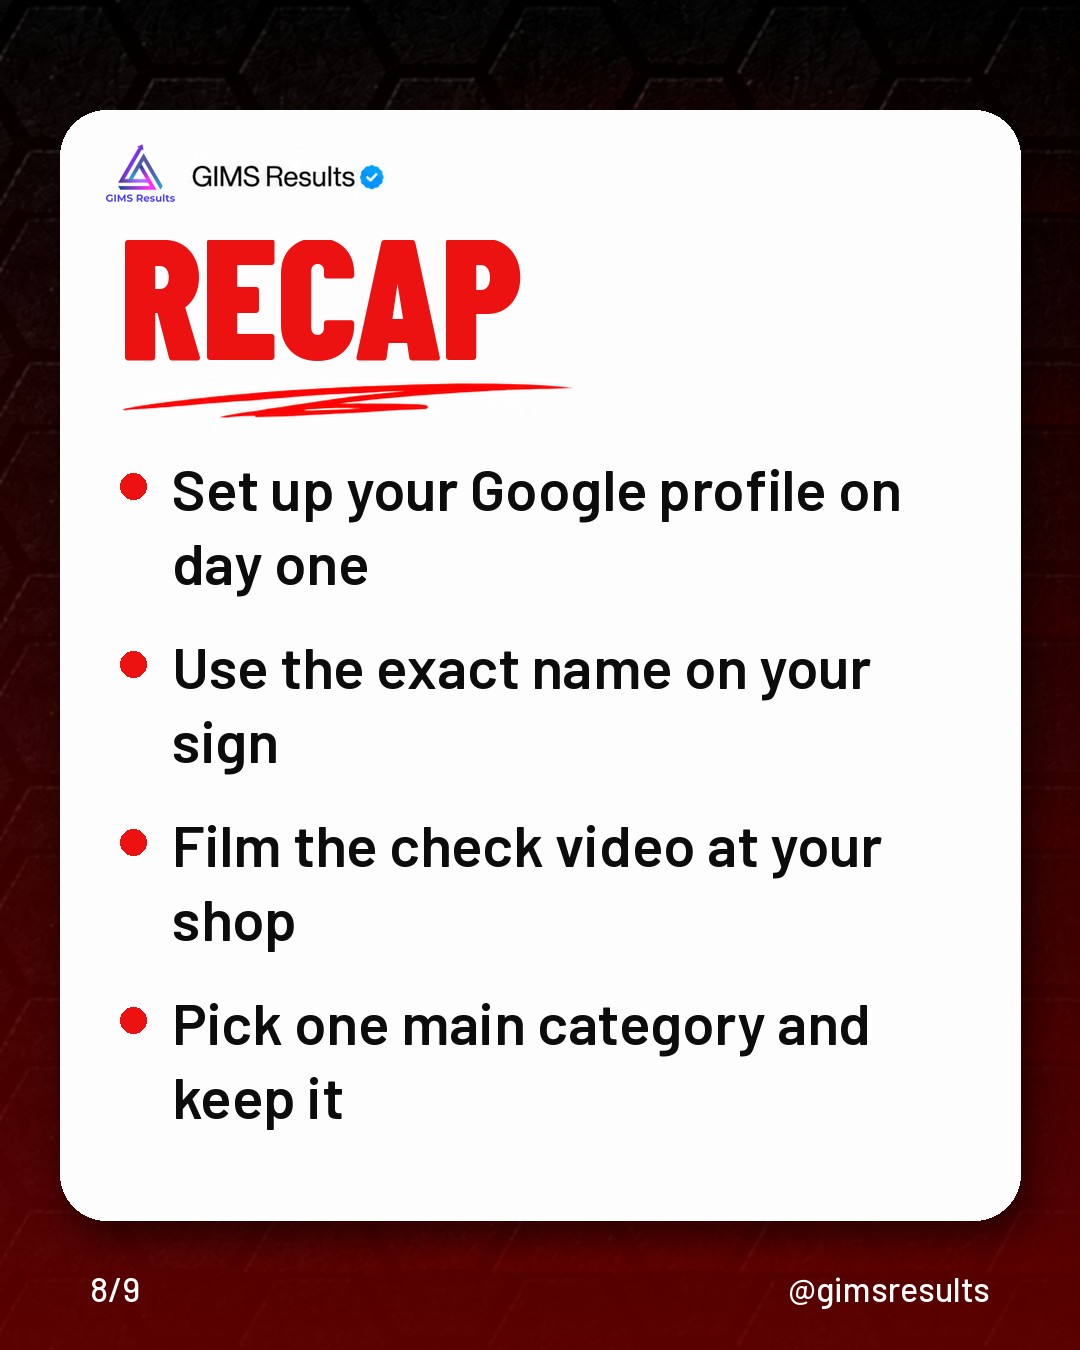 GIMS Results
GIMS Results
RECAP
Set up your Google profile on
day one
Use the exact name on your
sign
Film the check video at your
shop
Pick one main category and
keep it
8/9
@gimsresults